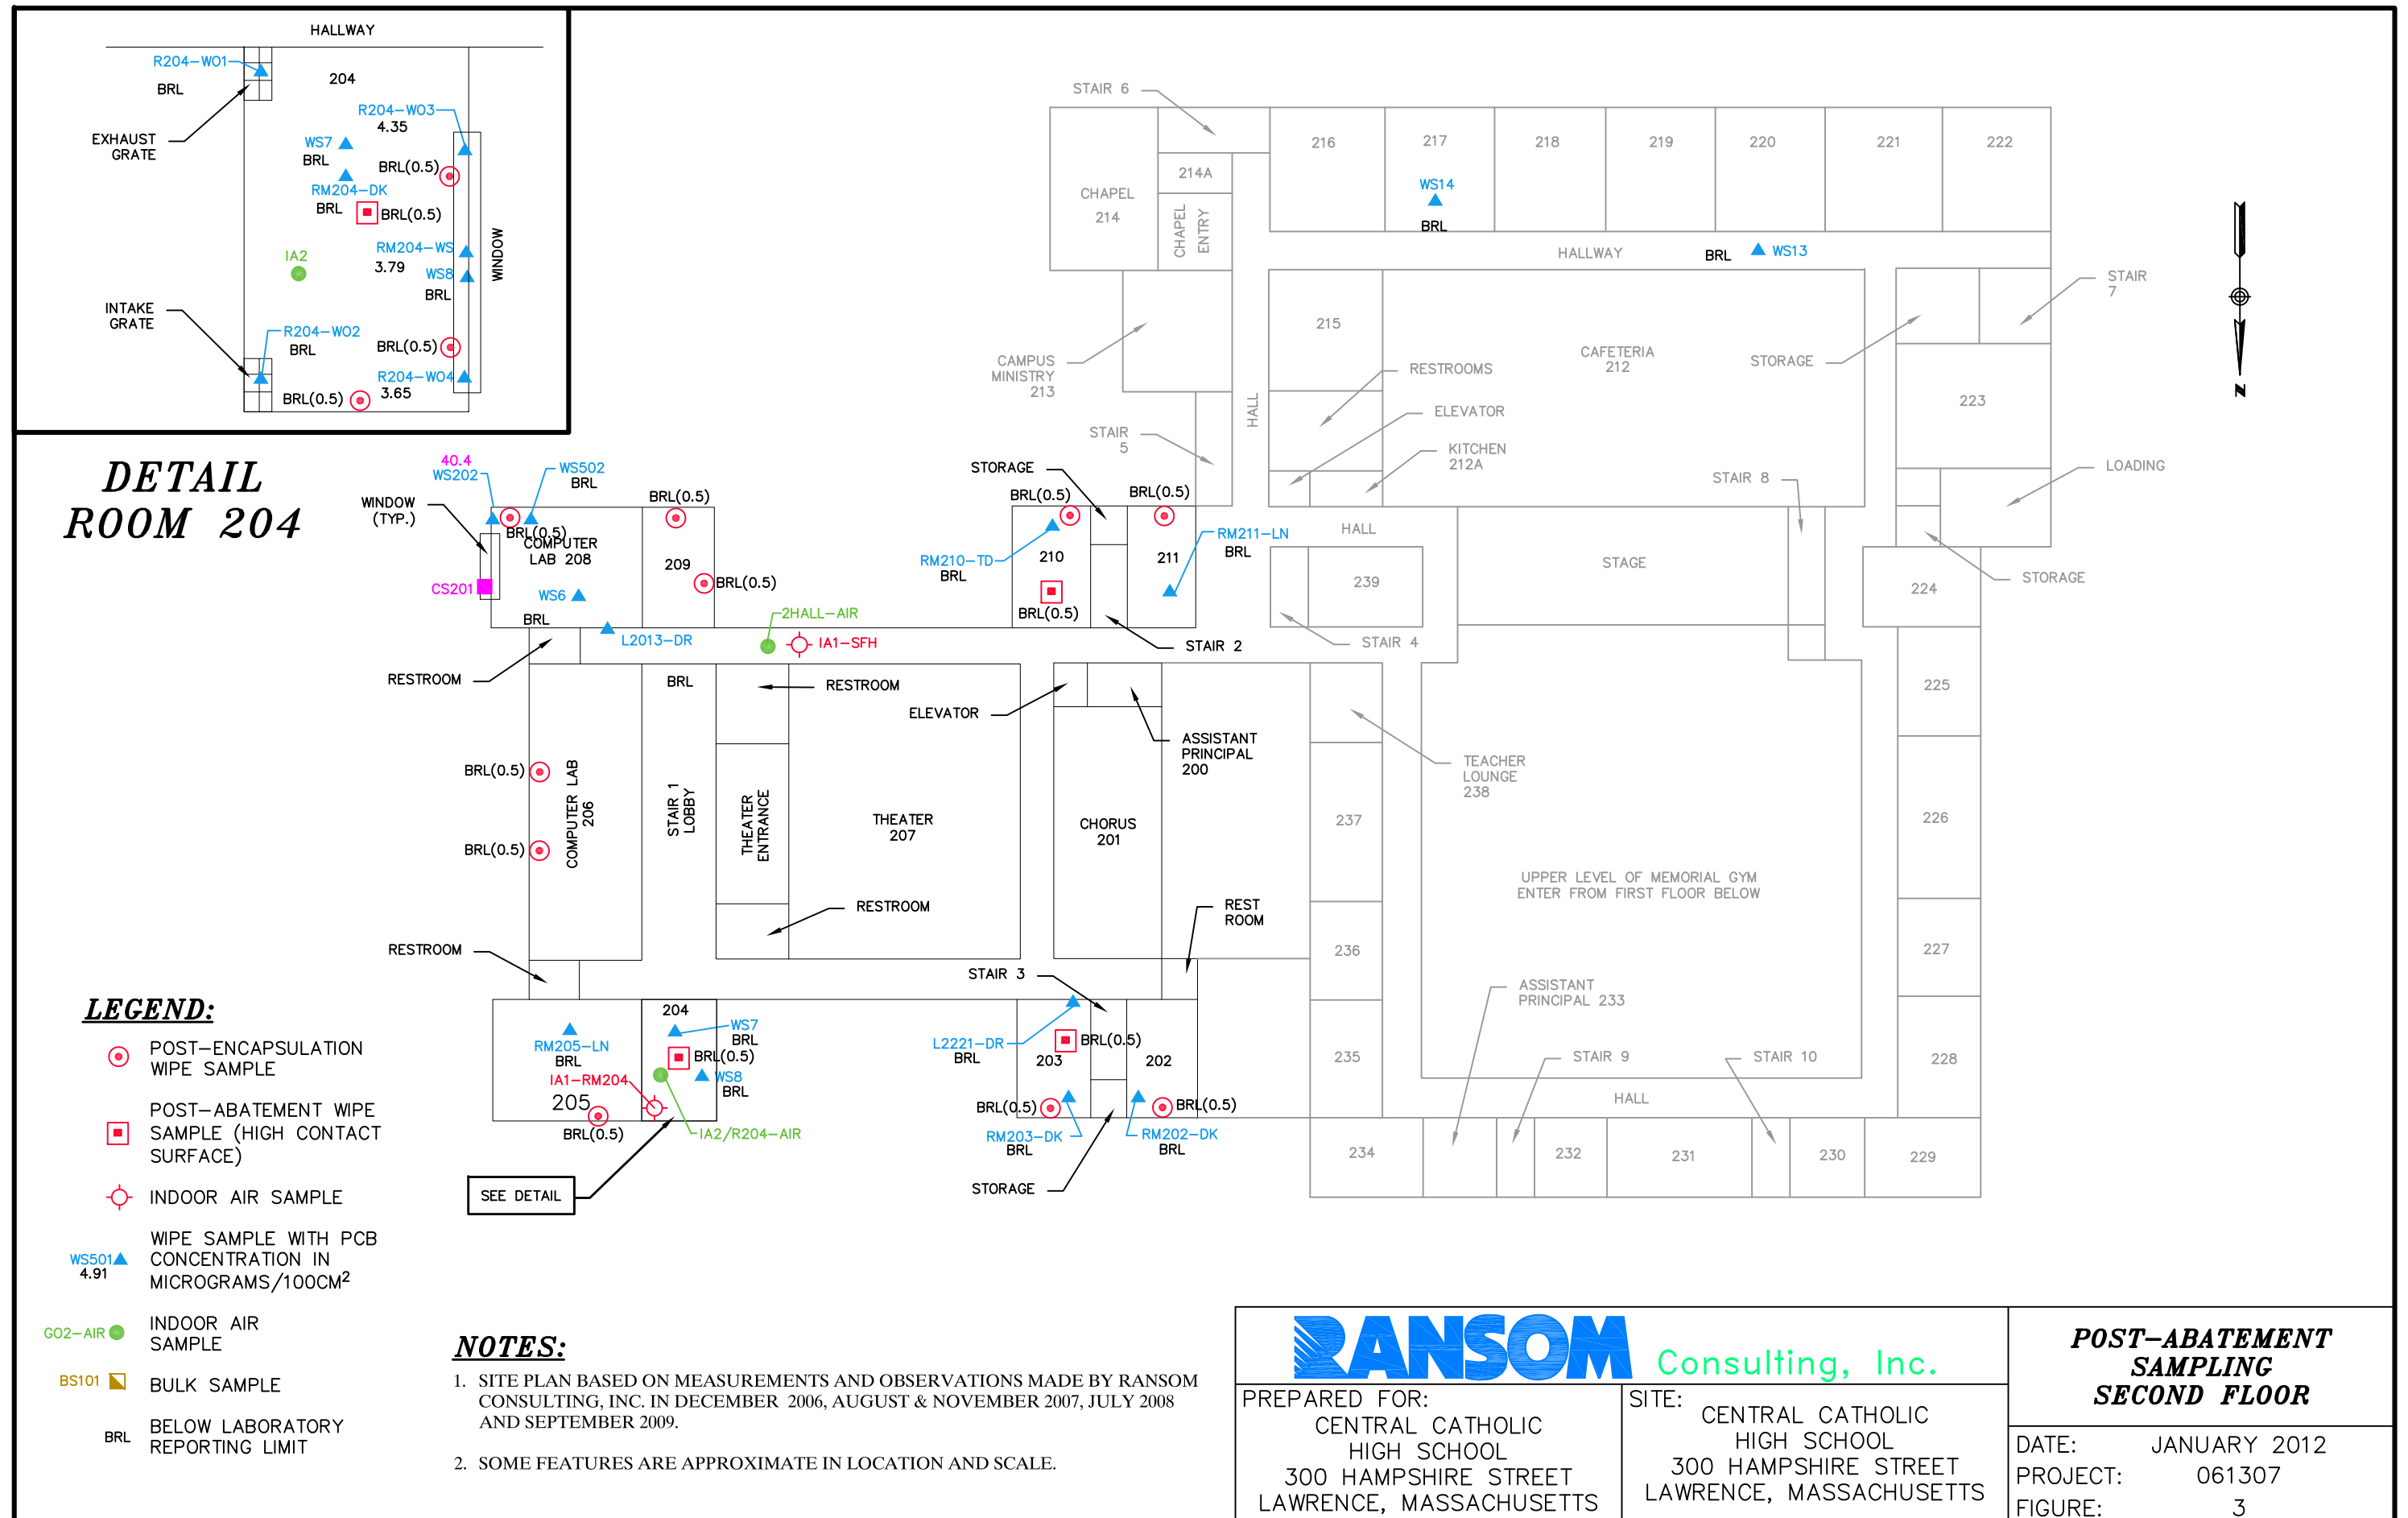 HALLWAY
R204-WO1
BRL
204
EXHAUST
GRATE
R204-WO3
4.35
WS7
BRL
BRL(0.5)
RM204-DK
BRL
BRL(0.5)
RM204-WS
3.79
WS8
BRL
WINDOW
IA2
INTAKE
GRATE
R204-WO2
BRL
BRL(0.5)
R204-WO4
3.65
BRL(0.5)
DETAIL
ROOM 204
STAIR 6
CHAPEL
214
214A
CHAPEL
ENTRY
216
217
WS14
BRL
218
219
220
221
222
HALLWAY
BRL
WS13
STAIR
7
N
CAMPUS
MINISTRY
213
HALL
215
RESTROOMS
ELEVATOR
KITCHEN
212A
CAFETERIA
212
STORAGE
223
STAIR
5
STAIR 8
LOADING
40.4
WS202
WS502
BRL
WINDOW
(TYP.)
BRL(0.5)
BRL(0.5)
COMPUTER
LAB 208
209
BRL(0.5)
CS201
WS6
BRL
L2013-DR
STORAGE
BRL(0.5)
BRL(0.5)
RM210-TD
BRL
210
BRL(0.5)
211
RM211-LN
BRL
HALL
239
STAGE
224
STORAGE
2HALL-AIR
IA1-SFH
STAIR 2
STAIR 4
RESTROOM
BRL
RESTROOM
ELEVATOR
ASSISTANT
PRINCIPAL
200
TEACHER
LOUNGE
238
225
BRL(0.5)
BRL(0.5)
COMPUTER LAB
206
STAIR 1
LOBBY
THEATER
ENTRANCE
THEATER
207
CHORUS
201
237
226
UPPER LEVEL OF MEMORIAL GYM
ENTER FROM FIRST FLOOR BELOW
RESTROOM
REST
ROOM
RESTROOM
STAIR 3
236
227
ASSISTANT
PRINCIPAL 233
204
WS7
BRL
RM205-LN
BRL
BRL(0.5)
IA1-RM204
WS8
BRL
205
BRL(0.5)
IA2/R204-AIR
SEE DETAIL
L2221-DR
BRL
BRL(0.5)
203
202
BRL(0.5)
BRL(0.5)
RM203-DK
BRL
RM202-DK
BRL
STORAGE
235
STAIR 9
STAIR 10
228
HALL
234
232
231
230
229
LEGEND:
POST-ENCAPSULATION
WIPE SAMPLE
POST-ABATEMENT WIPE
SAMPLE (HIGH CONTACT
SURFACE)
INDOOR AIR SAMPLE
WS501
4.91
WIPE SAMPLE WITH PCB
CONCENTRATION IN
MICROGRAMS/100CM²
GO2-AIR
INDOOR AIR
SAMPLE
BS101
BULK SAMPLE
BRL
BELOW LABORATORY
REPORTING LIMIT
NOTES:
1. SITE PLAN BASED ON MEASUREMENTS AND OBSERVATIONS MADE BY RANSOM
CONSULTING, INC. IN DECEMBER 2006, AUGUST & NOVEMBER 2007, JULY 2008
AND SEPTEMBER 2009.
2. SOME FEATURES ARE APPROXIMATE IN LOCATION AND SCALE.
RANSOM Consulting, Inc.
PREPARED FOR:
CENTRAL CATHOLIC
HIGH SCHOOL
300 HAMPSHIRE STREET
LAWRENCE, MASSACHUSETTS
SITE:
CENTRAL CATHOLIC
HIGH SCHOOL
300 HAMPSHIRE STREET
LAWRENCE, MASSACHUSETTS
POST-ABATEMENT
SAMPLING
SECOND FLOOR
DATE: JANUARY 2012
PROJECT: 061307
FIGURE: 3